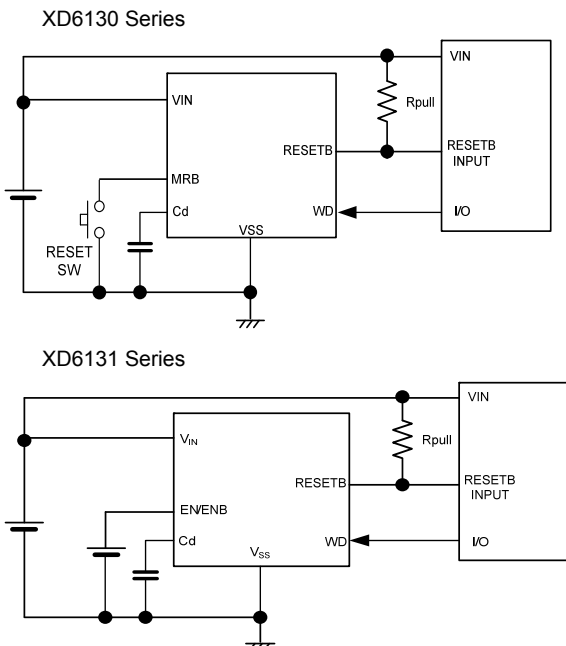 XD6130 Series
VIN
VIN
Rpull
RESETB
RESETB
INPUT
MRB
Cd
WD
I/O
VSS
RESET
SW
XD6131 Series
VIN
VIN
Rpull
RESETB
RESETB
INPUT
EN/ENB
Cd
WD
I/O
VSS